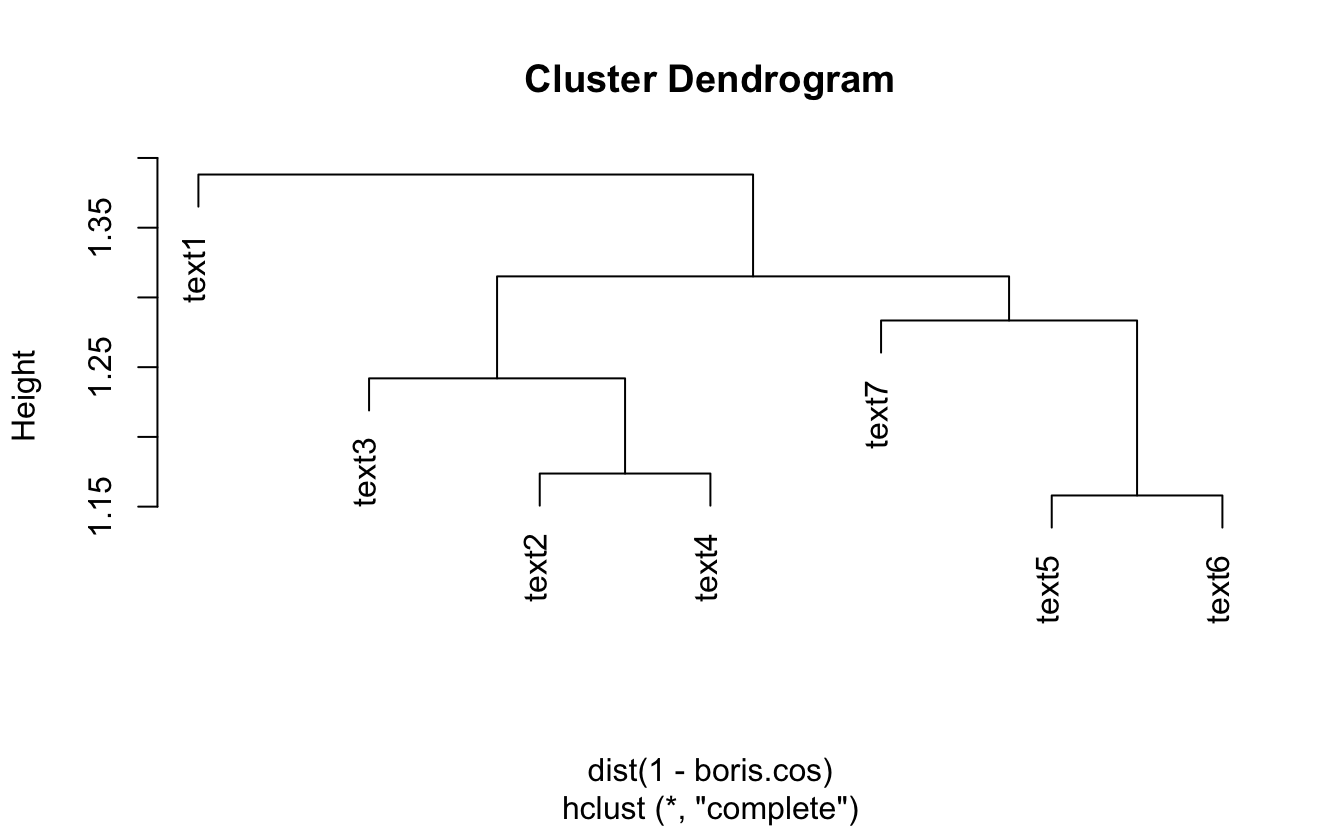 Cluster Dendrogram
Height
1.35
1.25
1.15
text1
text3
text2
text4
text7
text5
text6
dist(1 - boris.cos)
hclust (*, "complete")